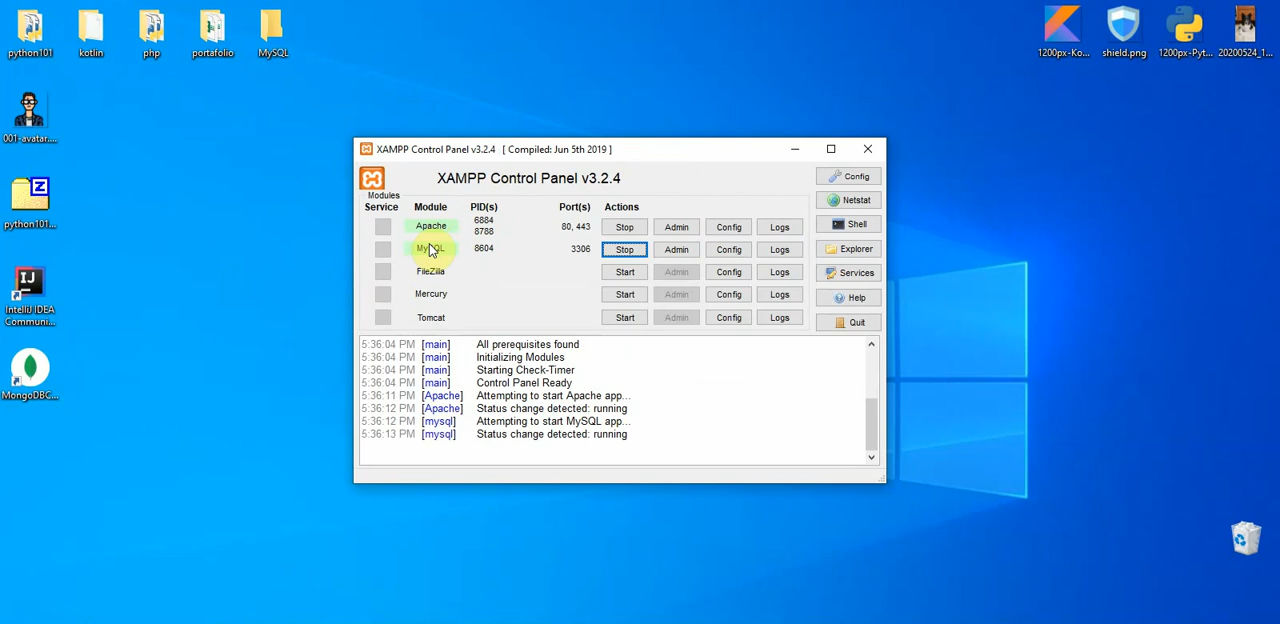 python101
kotlin
php
portafolio
MySQL
1200px-Ko...
shield.png
1200px-Pyt...
20200524_1...
001-avatar....
python101...
IntelliJ IDEA
Communi...
MongoDBC...
XAMPP Control Panel v3.2.4 [ Compiled: Jun 5th 2019 ]
XAMPP Control Panel v3.2.4
Config
Modules
Service Module PID(s) Port(s) Actions
Netstat
Apache 6884 8788 80, 443 Stop Admin Config Logs
Shell
MySQL 8604 3306 Stop Admin Config Logs
Explorer
FileZilla Start Admin Config Logs
Services
Mercury Start Admin Config Logs
Help
Tomcat Start Admin Config Logs
Quit
5:36:04 PM [main] All prerequisites found
5:36:04 PM [main] Initializing Modules
5:36:04 PM [main] Starting Check-Timer
5:36:04 PM [main] Control Panel Ready
5:36:11 PM [Apache] Attempting to start Apache app...
5:36:12 PM [Apache] Status change detected: running
5:36:12 PM [mysql] Attempting to start MySQL app...
5:36:13 PM [mysql] Status change detected: running